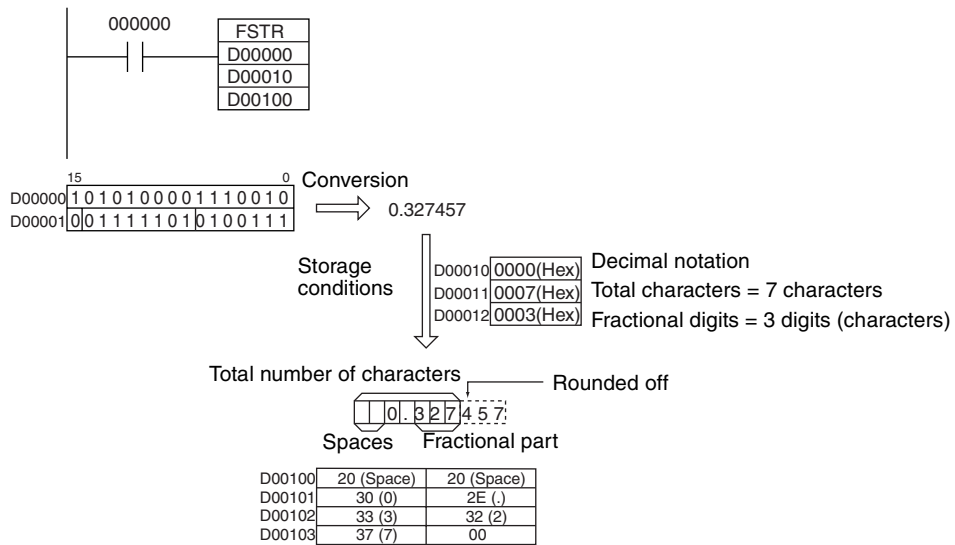 000000
FSTR
D00000
D00010
D00100
15 0
D00000 1 0 1 0 1 0 0 0 0 1 1 1 0 0 1 0
D00001 0 0 1 1 1 1 1 0 1 0 1 0 0 1 1 1
Conversion
0.327457
Storage
conditions
D00010 0000(Hex) Decimal notation
D00011 0007(Hex) Total characters = 7 characters
D00012 0003(Hex) Fractional digits = 3 digits (characters)
Total number of characters
Rounded off
0 . 3 2 7 4 5 7
Spaces Fractional part
D00100 20 (Space) 20 (Space)
D00101 30 (0) 2E (.)
D00102 33 (3) 32 (2)
D00103 37 (7) 00